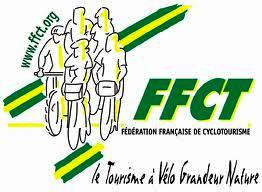 www.ffct.org
FFCT
FÉDÉRATION FRANÇAISE DE CYCLOTOURISME
le Tourisme à Vélo Grandeur Nature